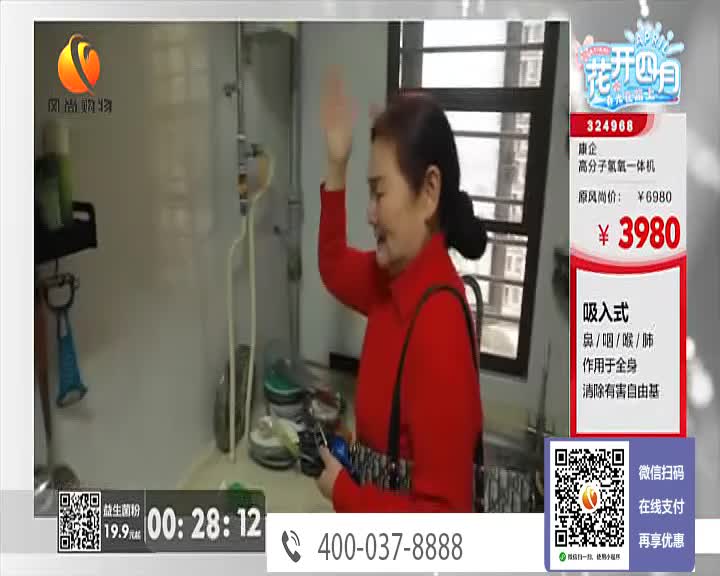 风尚购物
APRIL
花开四月
324968
康企
高分子氢氧一体机
原风尚价： ￥6980
￥3980
吸入式
鼻/咽/喉/肺
作用于全身
清除有害自由基
微信扫码
在线支付
再享优惠
益生菌粉
19.9元起
00:28:12
400-037-8888